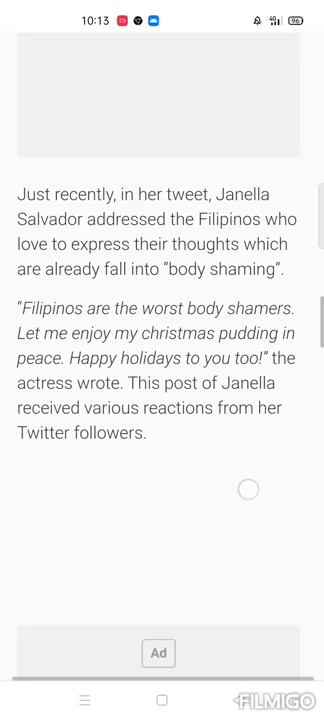 10:13
4G
96
Just recently, in her tweet, Janella
Salvador addressed the Filipinos who
love to express their thoughts which
are already fall into “body shaming”.
“Filipinos are the worst body shamers.
Let me enjoy my christmas pudding in
peace. Happy holidays to you too!” the
actress wrote. This post of Janella
received various reactions from her
Twitter followers.
Ad
FILMIGO